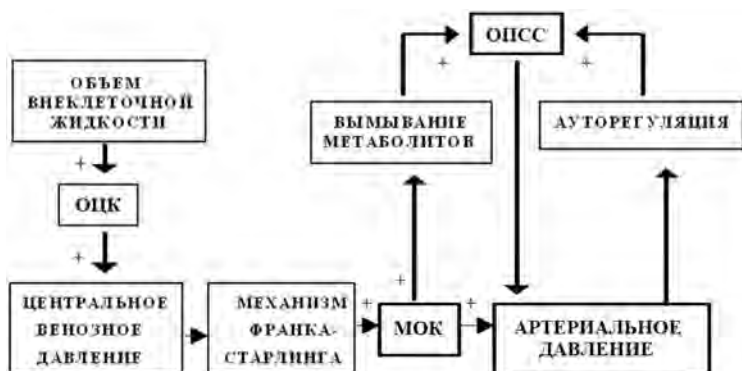 ОПСС
+
+
ОБЪЕМ
ВНЕКЛЕТОЧНОЙ
ЖИДКОСТИ
ВЫМЫВАНИЕ
МЕТАБОЛИТОВ
АУТОРЕГУЛЯЦИЯ
+
ОЦК
+
ЦЕНТРАЛЬНОЕ
ВЕНОЗНОЕ
ДАВЛЕНИЕ
МЕХАНИЗМ
ФРАНКА-
СТАРЛИНГА
+
+
МОК
+
АРТЕРИАЛЬНОЕ
ДАВЛЕНИЕ